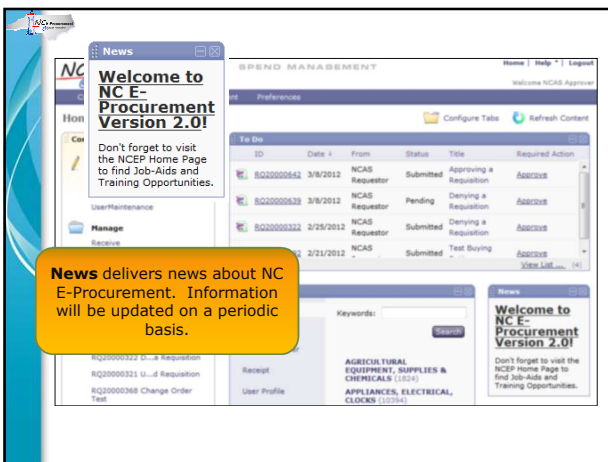 NC E-Procurement
News
Welcome to
NC E-
Procurement
Version 2.0!
Don't forget to visit
the NCEP Home Page
to find Job-Aids and
Training Opportunities.
NC
SPEND MANAGEMENT
Home | Help | Logout
Welcome NCAS Approver
Preferences
Configure Tabs
Refresh Content
To Do
ID Date From Status Title Required Action
RQ20000642 3/8/2012 NCAS Requestor Submitted Approving a Requisition Approve
RQ20000639 3/8/2012 NCAS Requestor Pending Denying a Requisition Approve
RQ20000322 2/25/2012 NCAS Requestor Submitted Denying a Requisition Approve
2/21/2012 NCAS Submitted Test Buying Approve
View List ... (4)
UserMaintenance
Manage
Receive
News delivers news about NC
E-Procurement. Information
will be updated on a periodic
basis.
RQ20000322 D...a Requisition
RQ20000321 U...d Requisition
RQ20000368 Change Order
Test
Receipt
User Profile
Keywords:
Search
AGRICULTURAL
EQUIPMENT, SUPPLIES &
CHEMICALS (1824)
APPLIANCES, ELECTRICAL,
CLOCKS (10394)
News
Welcome to
NC E-
Procurement
Version 2.0!
Don't forget to visit the
NCEP Home Page to
find Job-Aids and
Training Opportunities.